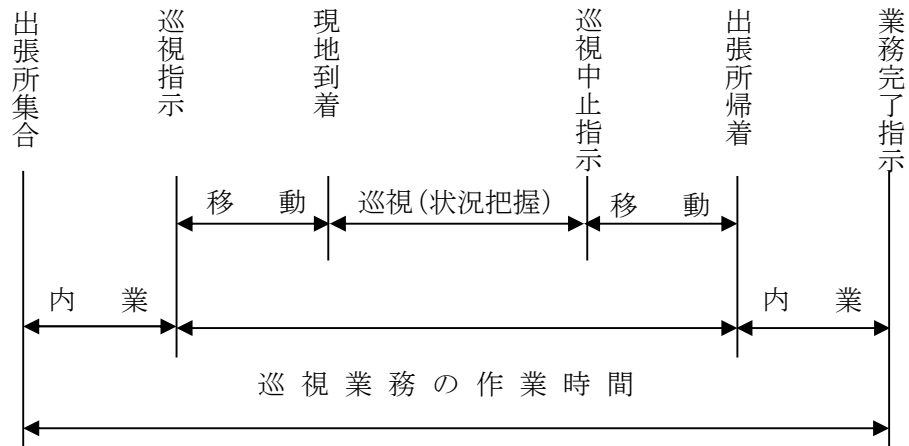 出張所集合
巡視指示
現地到着
巡視中止指示
出張所帰着
業務完了指示
移　動
巡視(状況把握)
移　動
内　業
内　業
巡視業務の作業時間